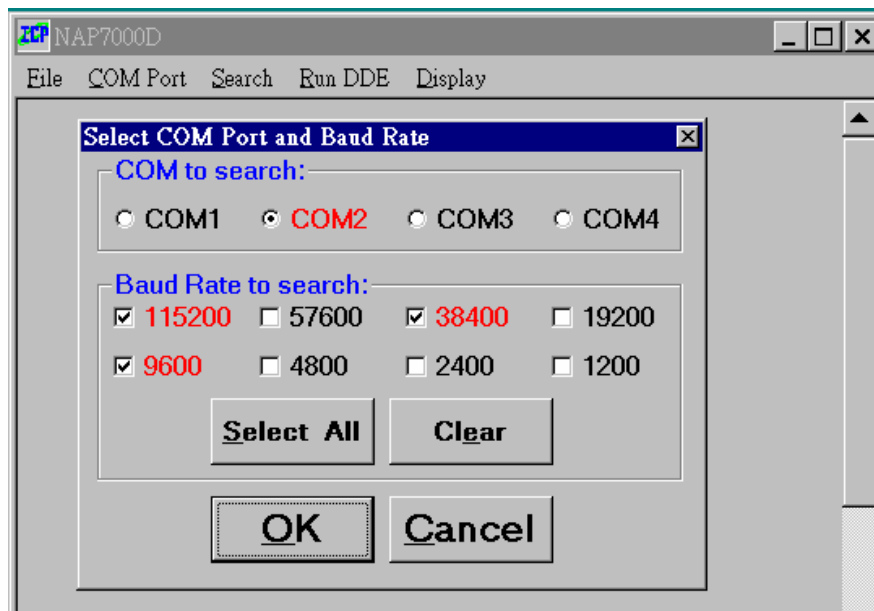 ICP NAP7000D
File COM Port Search Run DDE Display
Select COM Port and Baud Rate
COM to search:
COM1 COM2 COM3 COM4
Baud Rate to search:
115200 57600 38400 19200
9600 4800 2400 1200
Select All Clear
OK Cancel